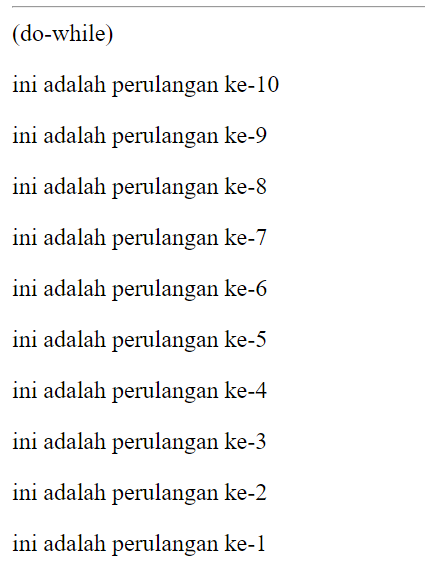 (do-while)
ini adalah perulangan ke-10
ini adalah perulangan ke-9
ini adalah perulangan ke-8
ini adalah perulangan ke-7
ini adalah perulangan ke-6
ini adalah perulangan ke-5
ini adalah perulangan ke-4
ini adalah perulangan ke-3
ini adalah perulangan ke-2
ini adalah perulangan ke-1